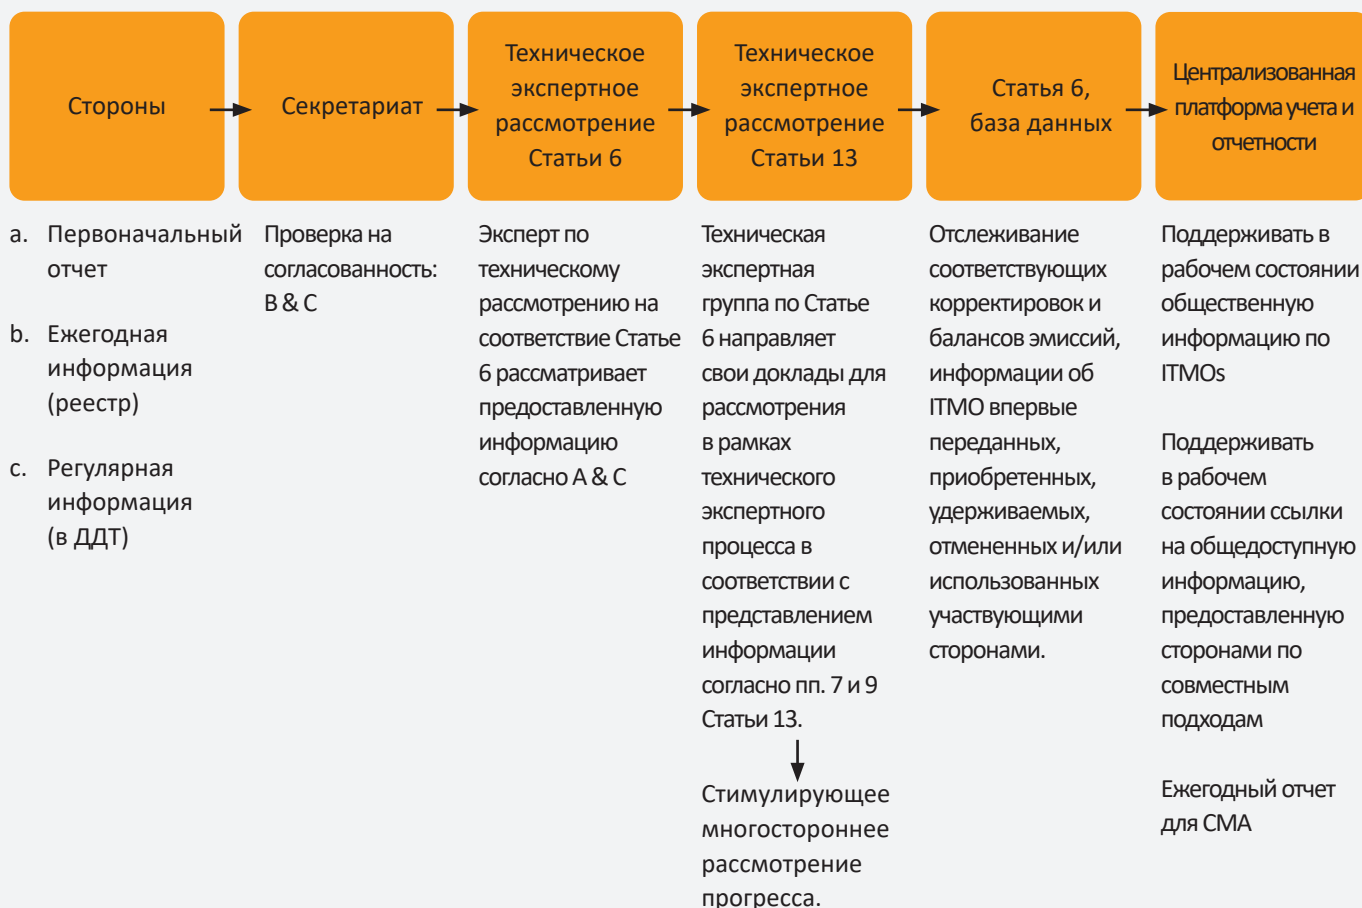 Стороны
Секретариат
Техническое
экспертное
рассмотрение
Статьи 6
Техническое
экспертное
рассмотрение
Статьи 13
Статья 6,
база данных
Централизованная
платформа учета и
отчетности
a. Первоначальный
отчет
b. Ежегодная
информация
(реестр)
c. Регулярная
информация
(в ДДТ)
Проверка на
согласованность:
B & C
Эксперт по
техническому
рассмотрению на
соответствие Статье
6 рассматривает
предоставленную
информацию
согласно A & C
Техническая
экспертная
группа по Статье
6 направляет
свои доклады для
рассмотрения
в рамках
технического
экспертного
процесса в
соответствии с
представлением
информации
согласно пп. 7 и 9
Статьи 13.
Стимулирующее
многостороннее
рассмотрение
прогресса.
Отслеживание
соответствующих
корректировок и
балансов эмиссий,
информации об
ITMO впервые
переданных,
приобретенных,
удерживаемых,
отмененных и/или
использованных
участвующими
сторонами.
Поддерживать в
рабочем состоянии
общественную
информацию по
ITMOs
Поддерживать
в рабочем
состоянии ссылки
на общедоступную
информацию,
предоставленную
сторонами по
совместным
подходам
Ежегодный отчет
для СМА